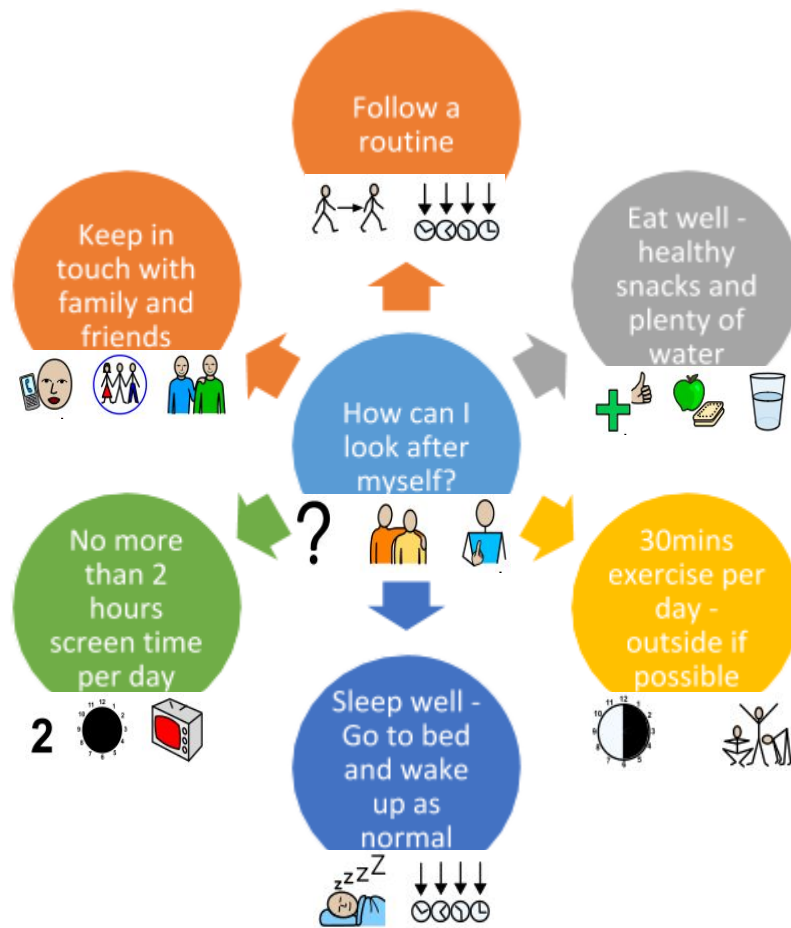 Follow a
routine
Keep in
touch with
family and
friends
Eat well -
healthy
snacks and
plenty of
water
How can I
look after
myself?
?
No more
than 2
hours
screen time
per day
2
30mins
exercise per
day -
outside if
possible
Sleep well -
Go to bed
and wake
up as
normal
z z z Z